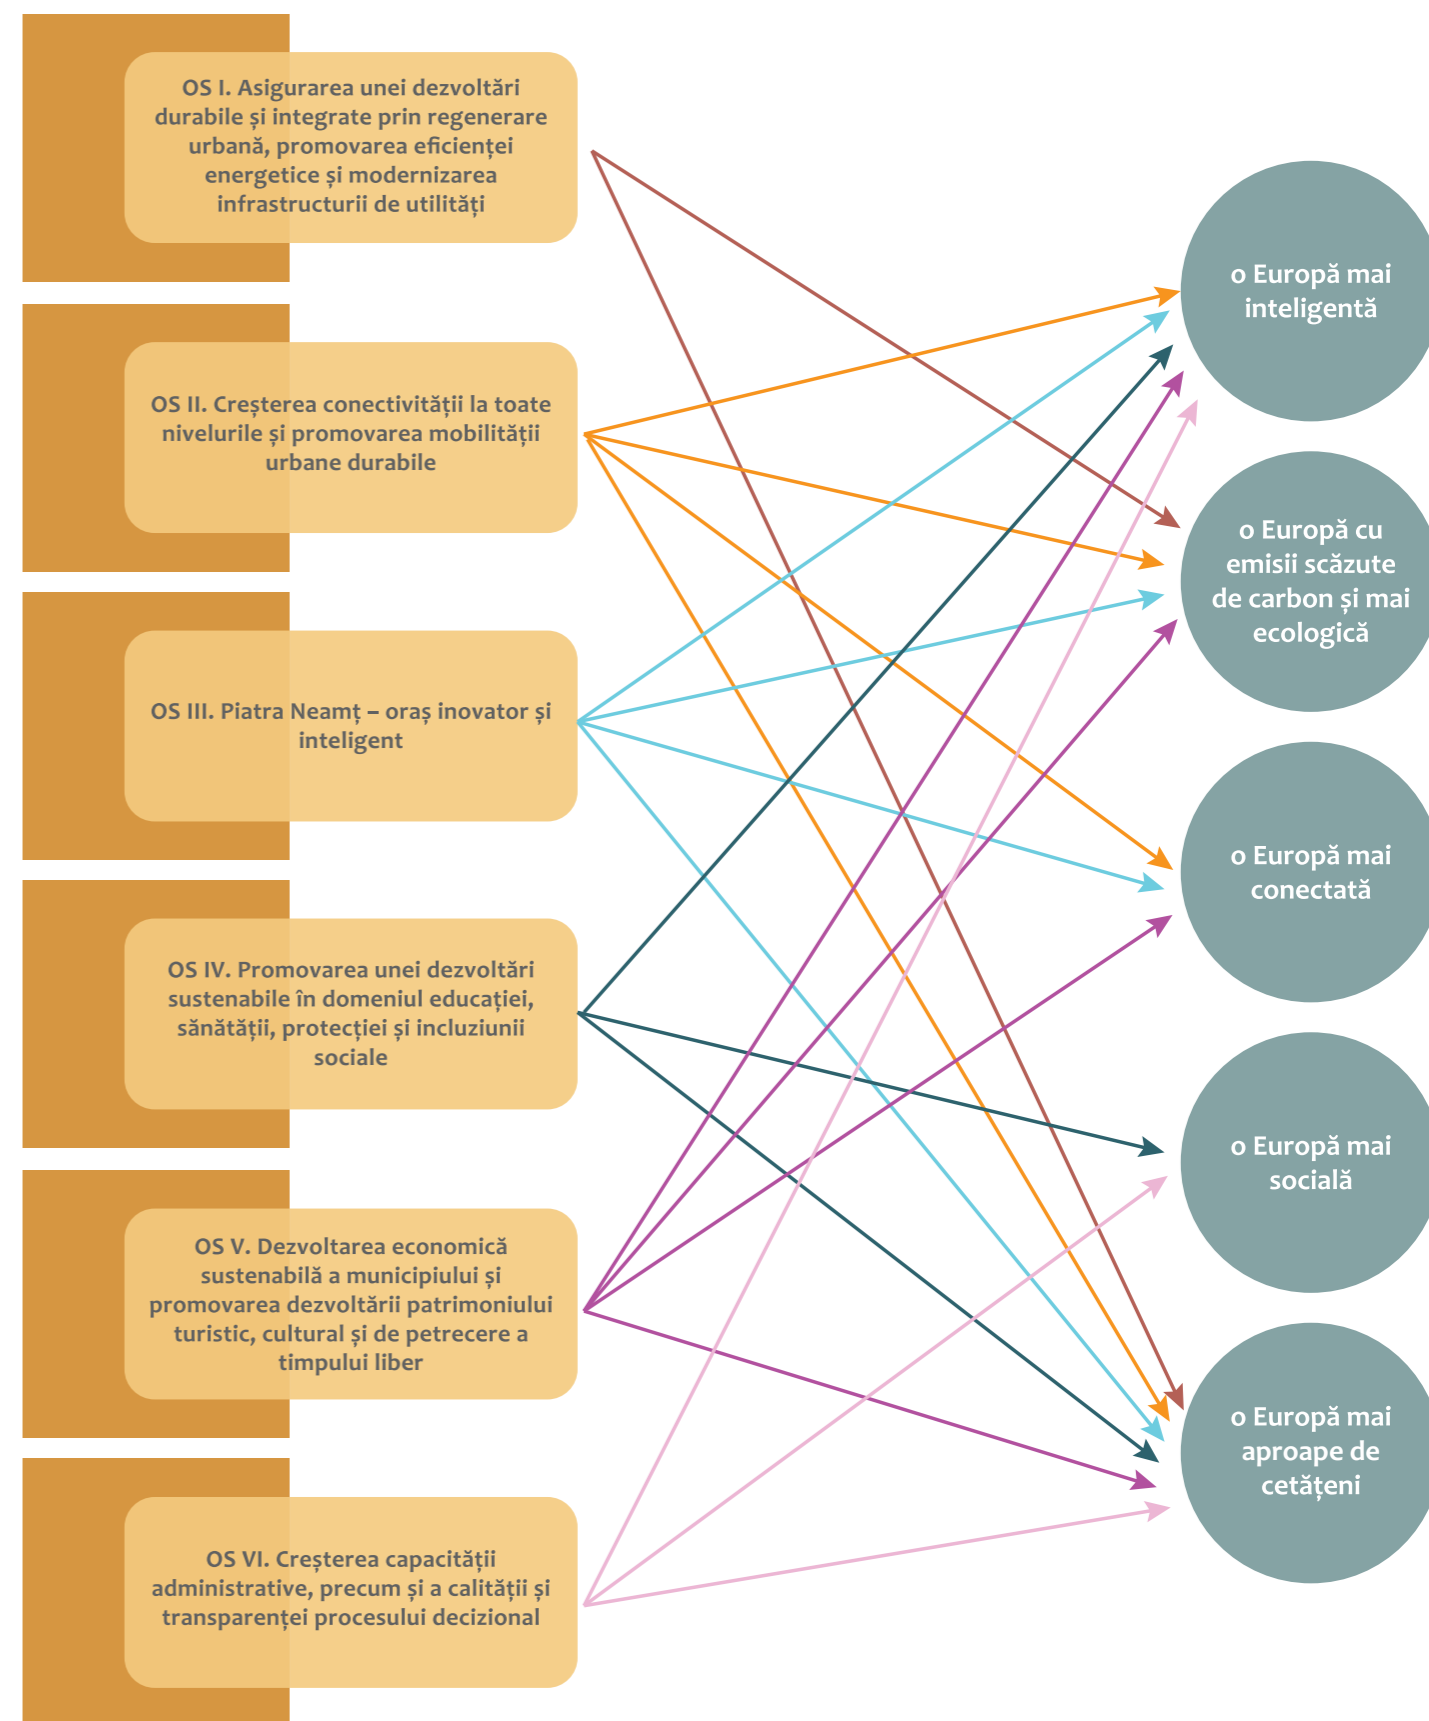 OS I. Asigurarea unei dezvoltări
durabile și integrate prin regenerare
urbană, promovarea eficienței
energetice și modernizarea
infrastructurii de utilități
OS II. Creșterea conectivității la toate
nivelurile și promovarea mobilității
urbane durabile
OS III. Piatra Neamț – oraș inovator și
inteligent
OS IV. Promovarea unei dezvoltări
sustenabile în domeniul educației,
sănătății, protecției și incluziunii
sociale
OS V. Dezvoltarea economică
sustenabilă a municipiului și
promovarea dezvoltării patrimoniului
turistic, cultural și de petrecere a
timpului liber
OS VI. Creșterea capacității
administrative, precum și a calității și
transparenței procesului decizional
o Europă mai
inteligentă
o Europă cu
emisii scăzute
de carbon și mai
ecologică
o Europă mai
conectată
o Europă mai
socială
o Europă mai
aproape de
cetățeni